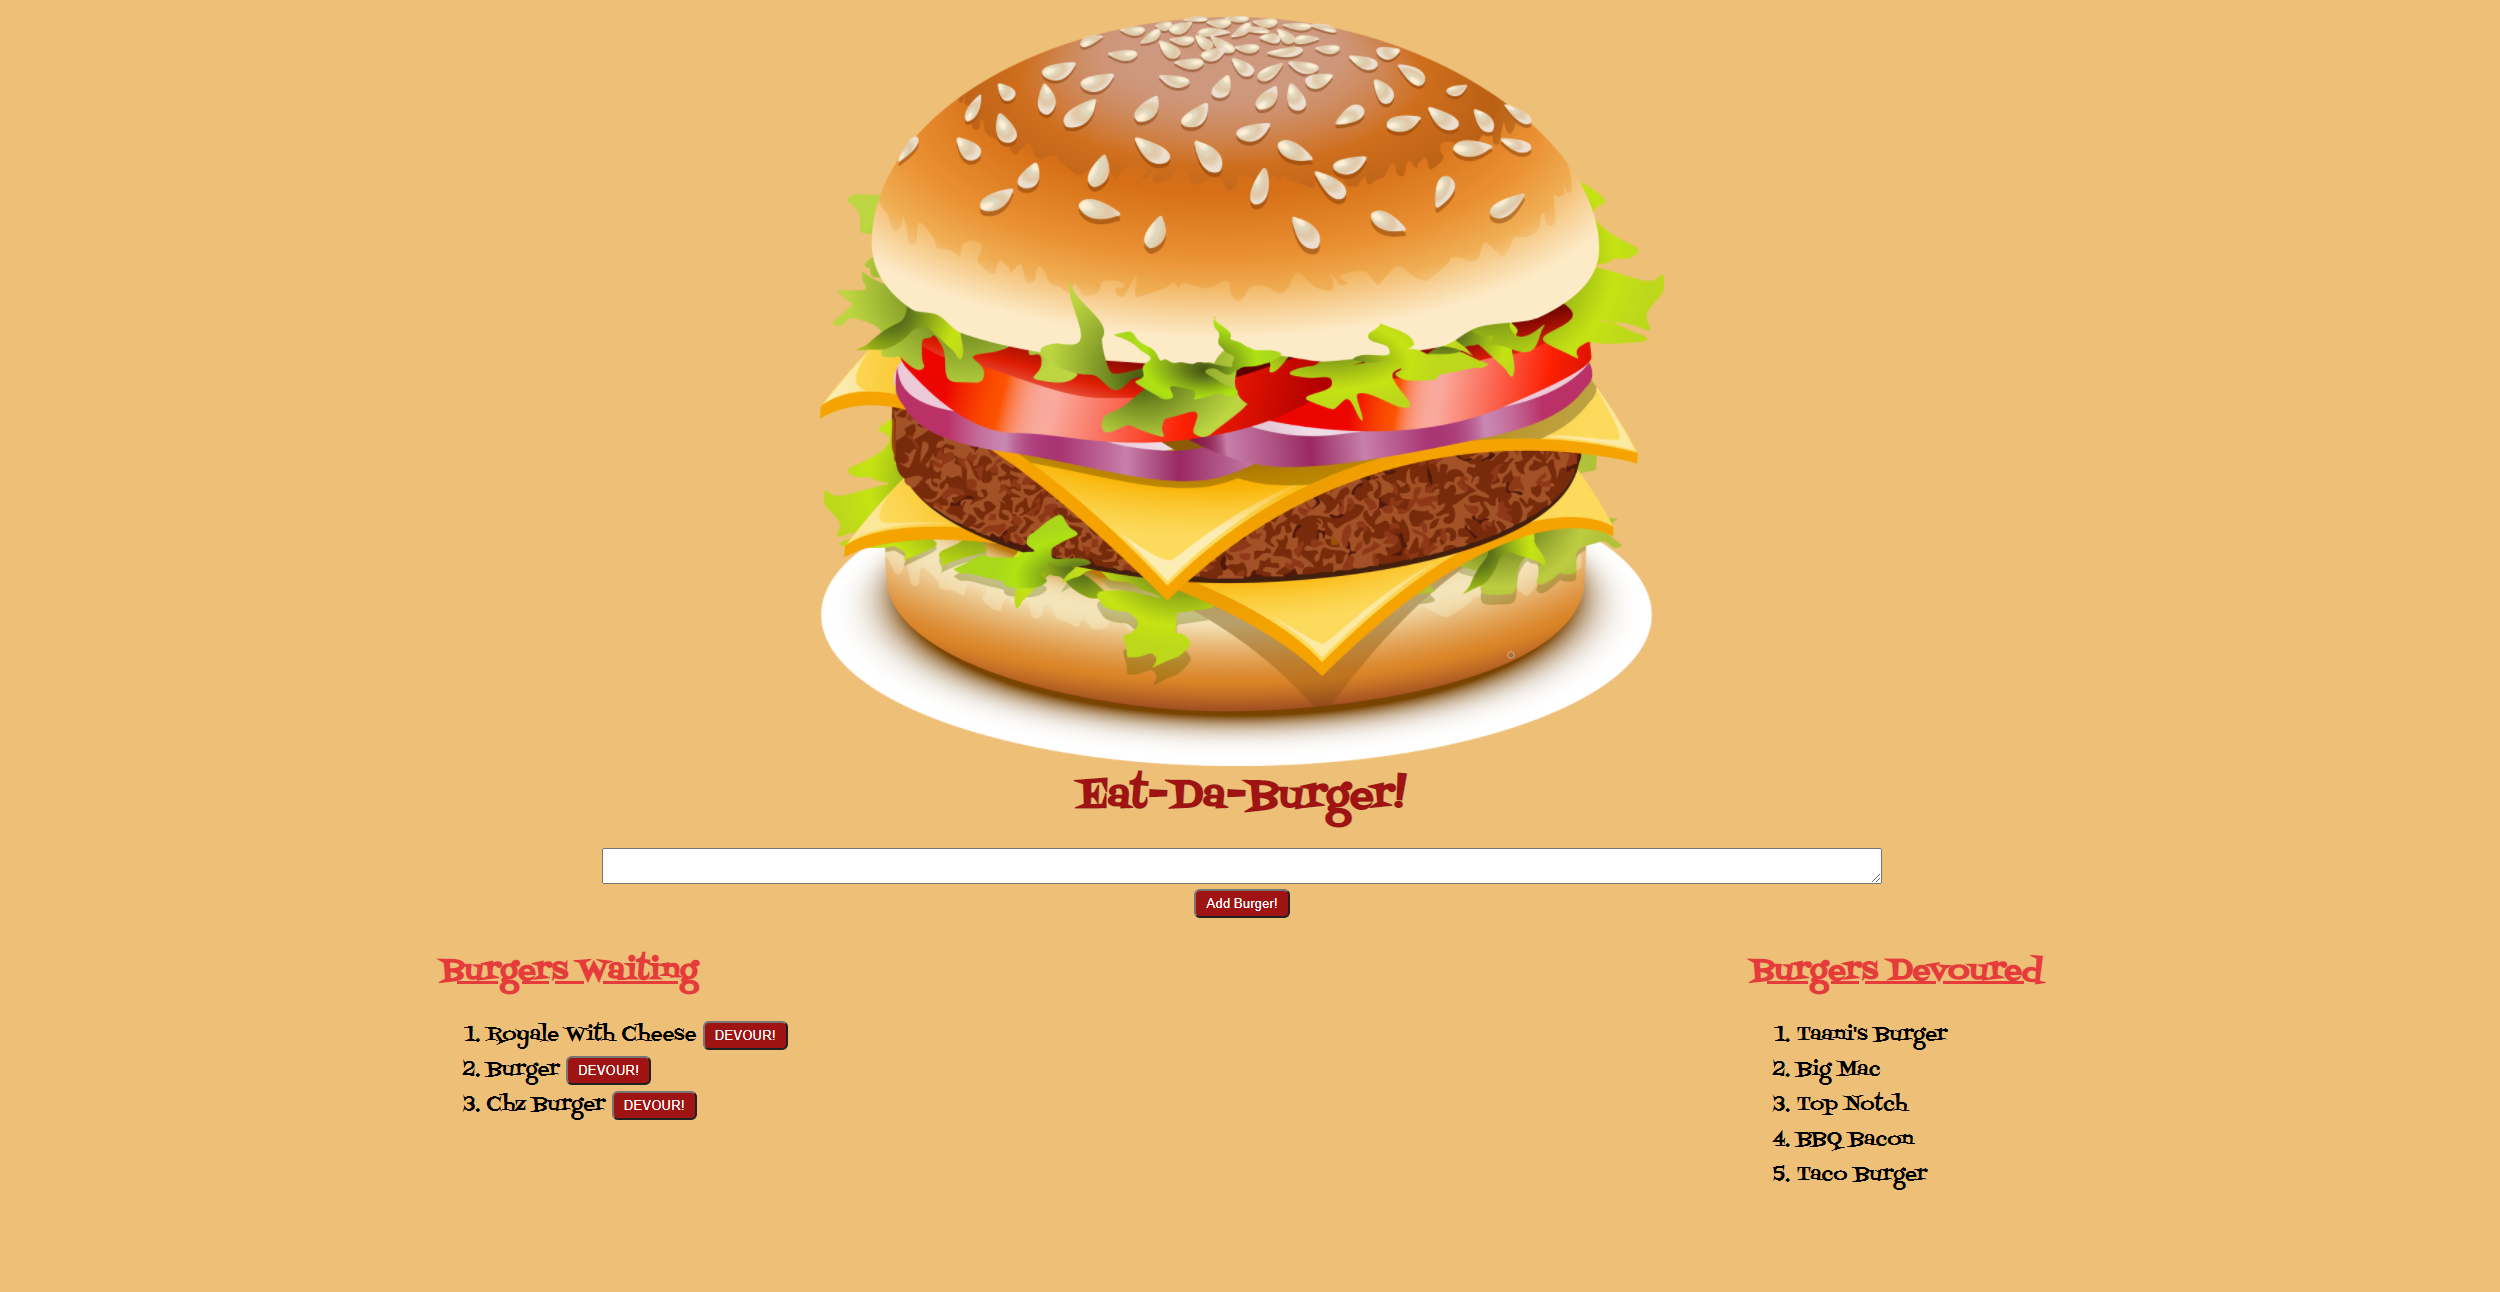 Eat-Da-Burger!
Add Burger!
Burgers Waiting
1. Royale With Cheese DEVOUR!
2. Burger DEVOUR!
3. Chz Burger DEVOUR!
Burgers Devoured
1. Taani's Burger
2. Big Mac
3. Top Notch
4. BBQ Bacon
5. Taco Burger